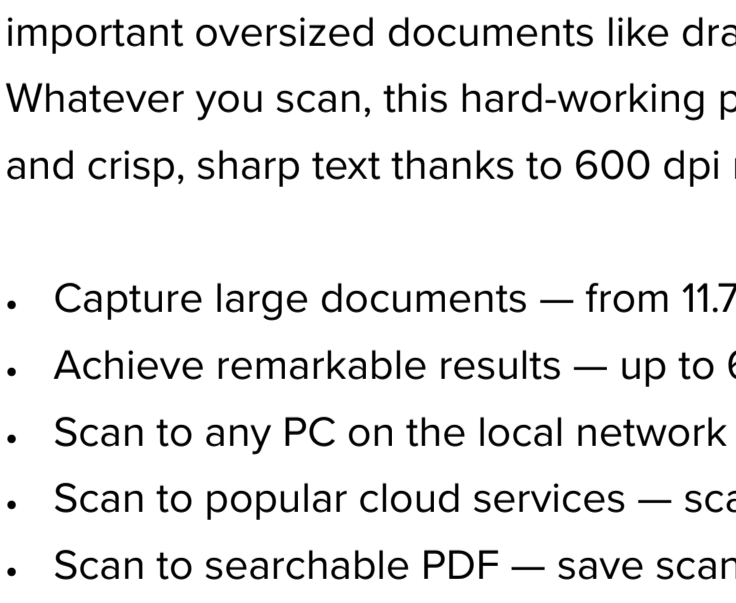 important oversized documents like dra
Whatever you scan, this hard-working p
and crisp, sharp text thanks to 600 dpi
• Capture large documents — from 11.7
• Achieve remarkable results — up to 6
• Scan to any PC on the local network
• Scan to popular cloud services — sca
• Scan to searchable PDF — save scan